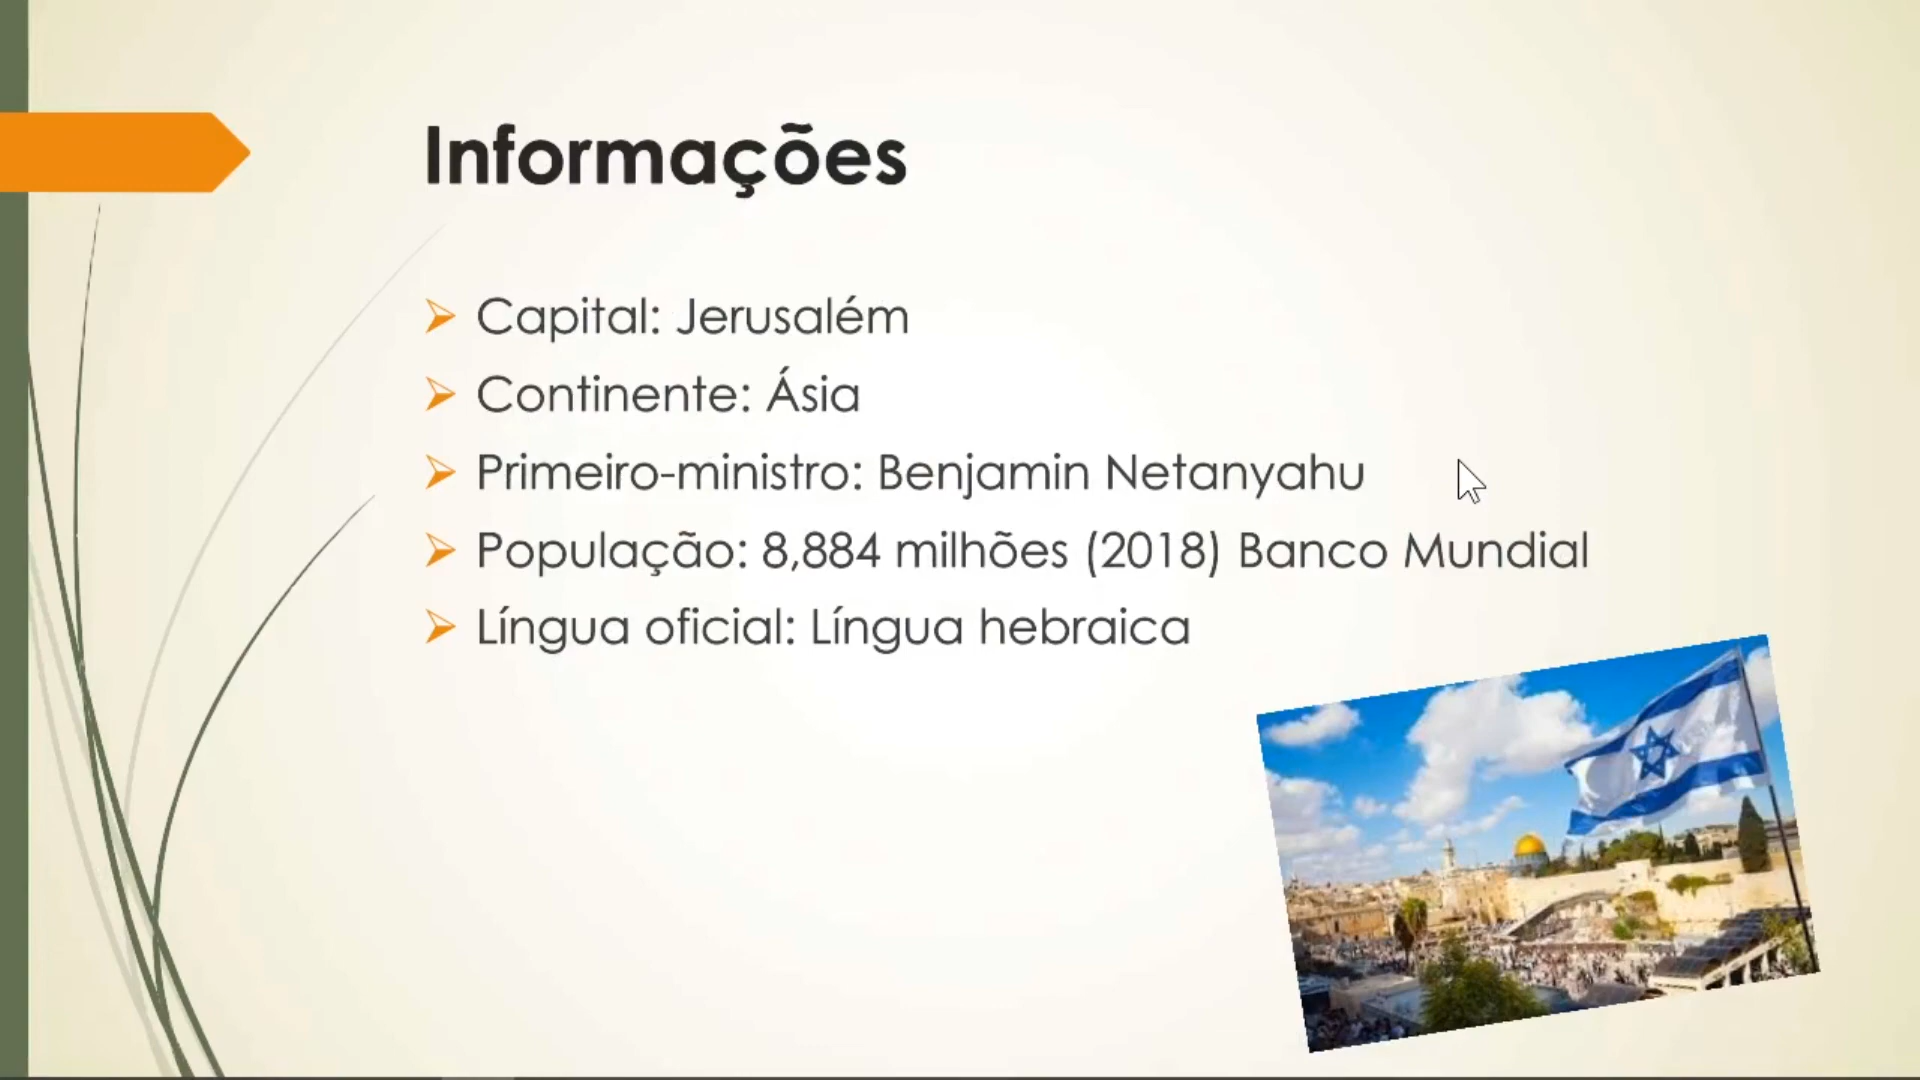 Informações
Capital: Jerusalém
Continente: Ásia
Primeiro-ministro: Benjamin Netanyahu
População: 8,884 milhões (2018) Banco Mundial
Língua oficial: Língua hebraica